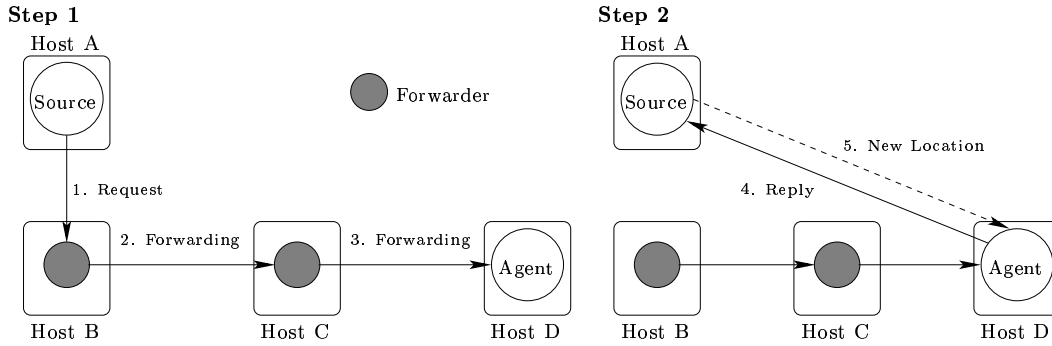 Step 1
Host A
Source
Forwarder
1. Request
2. Forwarding
3. Forwarding
Agent
Host B
Host C
Host D
Step 2
Host A
Source
5. New Location
4. Reply
Agent
Host B
Host C
Host D